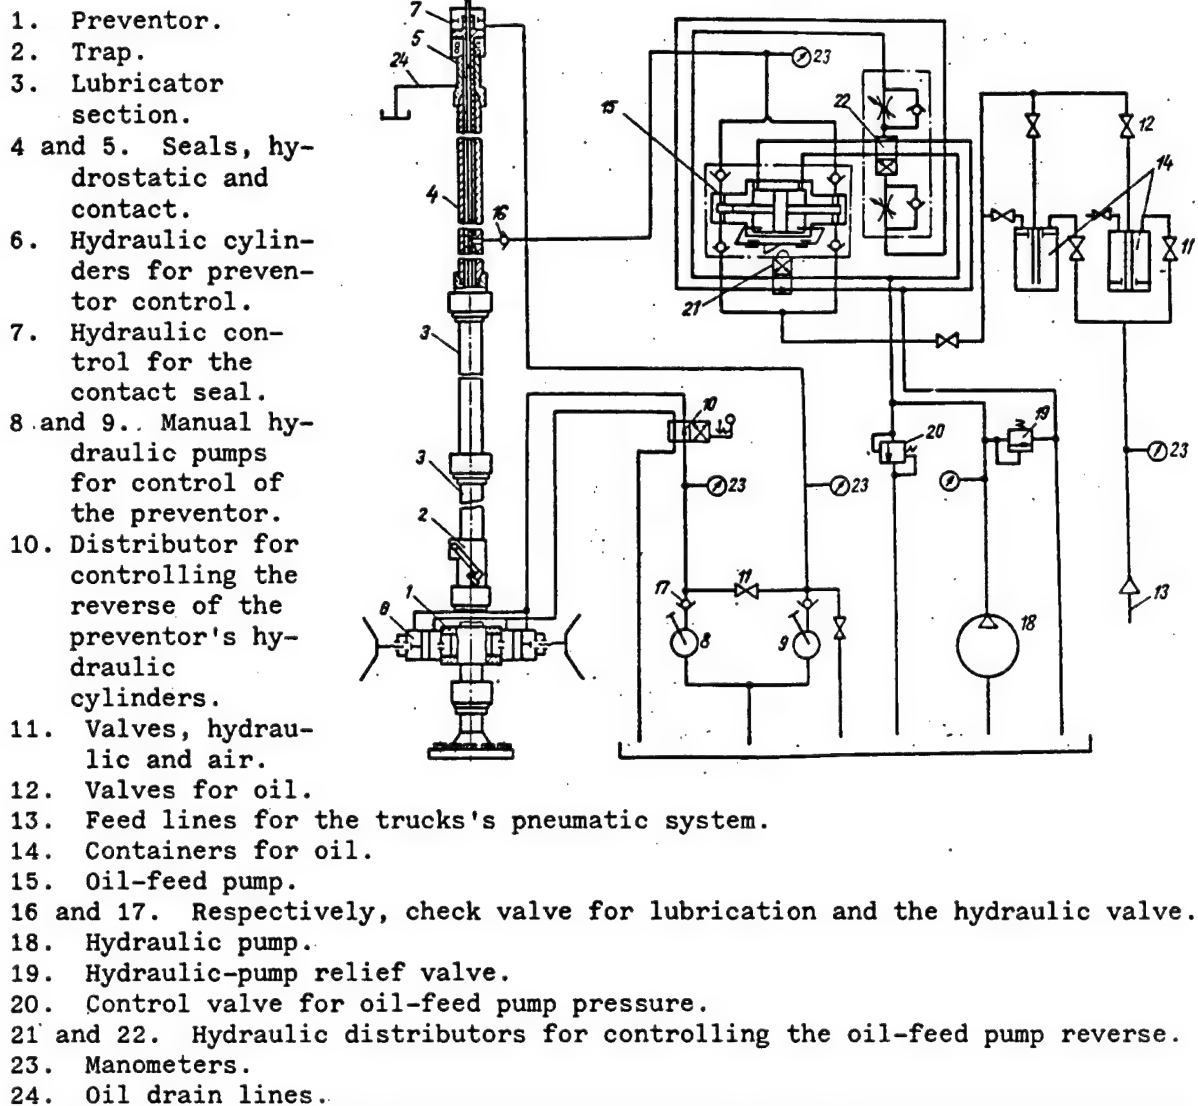 1. Preventor.
2. Trap.
3. Lubricator
section.
4 and 5. Seals, hy-
drostatic and
contact.
6. Hydraulic cylin-
ders for preven-
tor control.
7. Hydraulic con-
trol for the
contact seal.
8 and 9.. Manual hy-
draulic pumps
for control of
the preventor.
10. Distributor for
controlling the
reverse of the
preventor's hy-
draulic
cylinders.
11. Valves, hydrau-
lic and air.
12. Valves for oil.
13. Feed lines for the trucks's pneumatic system.
14. Containers for oil.
15. Oil-feed pump.
16 and 17. Respectively, check valve for lubrication and the hydraulic valve.
18. Hydraulic pump.
19. Hydraulic-pump relief valve.
20. Control valve for oil-feed pump pressure.
21 and 22. Hydraulic distributors for controlling the oil-feed pump reverse.
23. Manometers.
24. Oil drain lines.
7
5
24
4
16
3
3
2
1
15
23
22
21
12
14
11
10
23
23
20
19
23
17
11
8
9
18
13